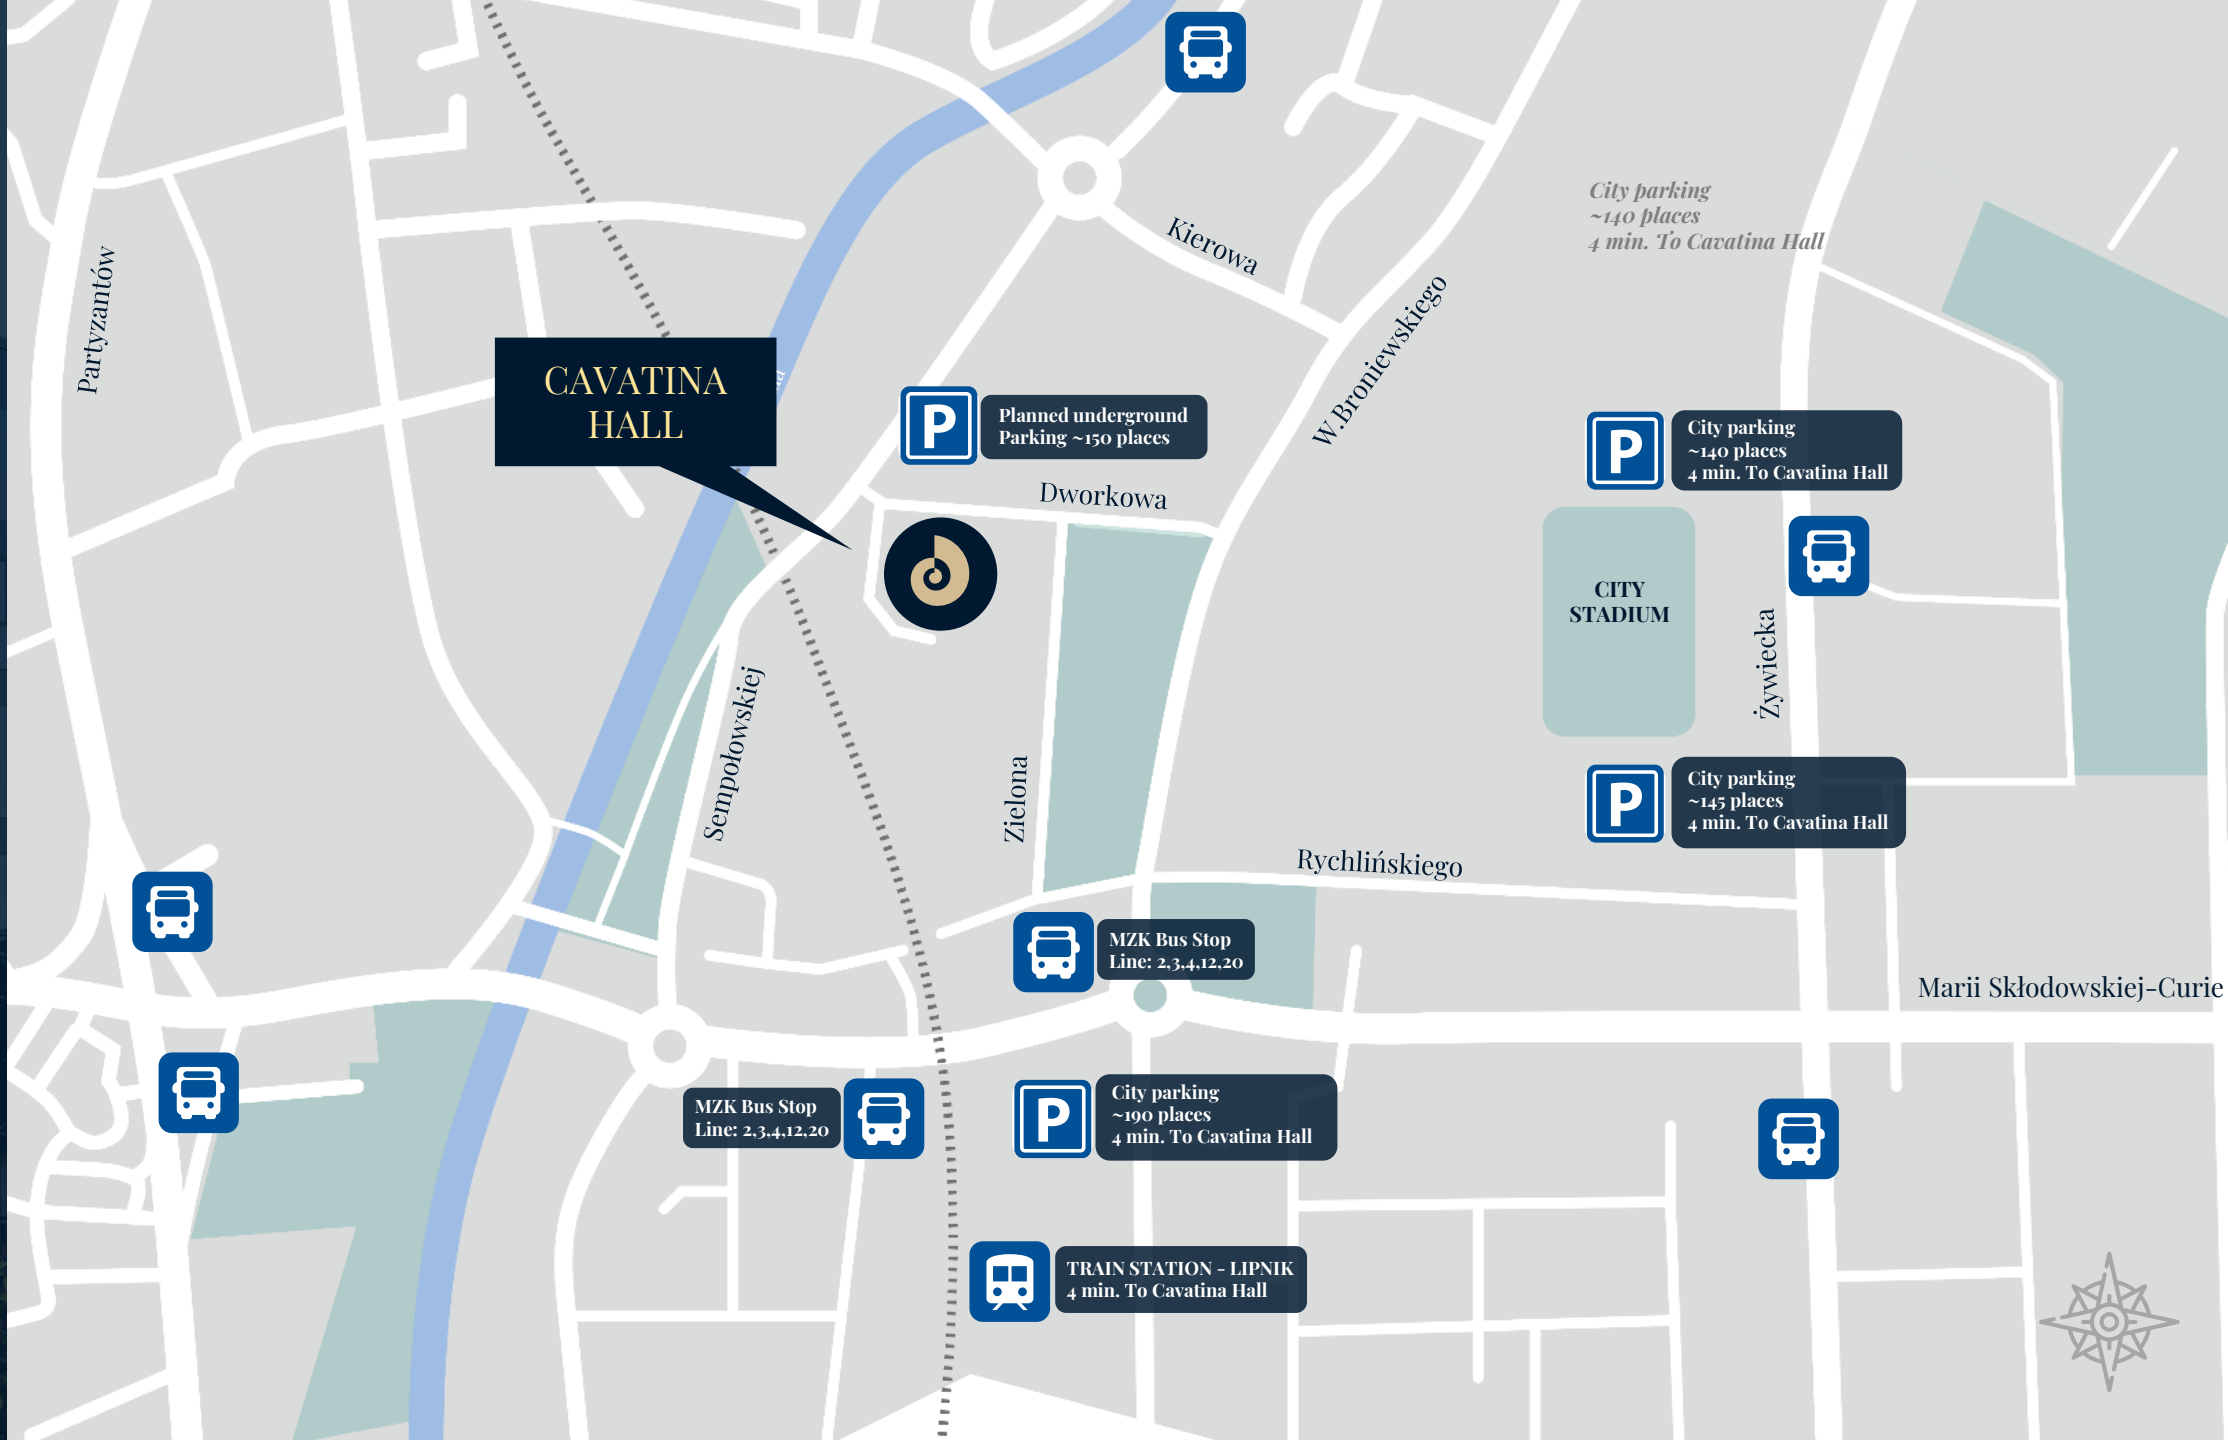 City parking
~140 places
4 min. To Cavatina Hall
Kierowa
Partyzantów
W.Broniewskiego
CAVATINA
HALL
P
Planned underground
Parking ~150 places
P
City parking
~140 places
4 min. To Cavatina Hall
Dworkowa
CITY
STADIUM
Żywiecka
Sempołowskiej
Zielona
P
City parking
~145 places
4 min. To Cavatina Hall
Rychlińskiego
MZK Bus Stop
Line: 2,3,4,12,20
Marii Skłodowskiej-Curie
MZK Bus Stop
Line: 2,3,4,12,20
P
City parking
~190 places
4 min. To Cavatina Hall
TRAIN STATION - LIPNIK
4 min. To Cavatina Hall